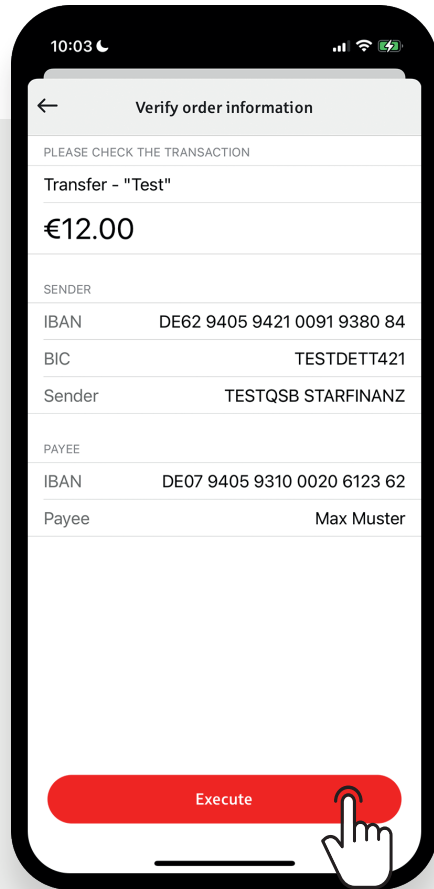 10:03
Verify order information
PLEASE CHECK THE TRANSACTION
Transfer - "Test"
€12.00
SENDER
IBAN DE62 9405 9421 0091 9380 84
BIC TESTDETT421
Sender TESTQSB STARFINANZ
PAYEE
IBAN DE07 9405 9310 0020 6123 62
Payee Max Muster
Execute